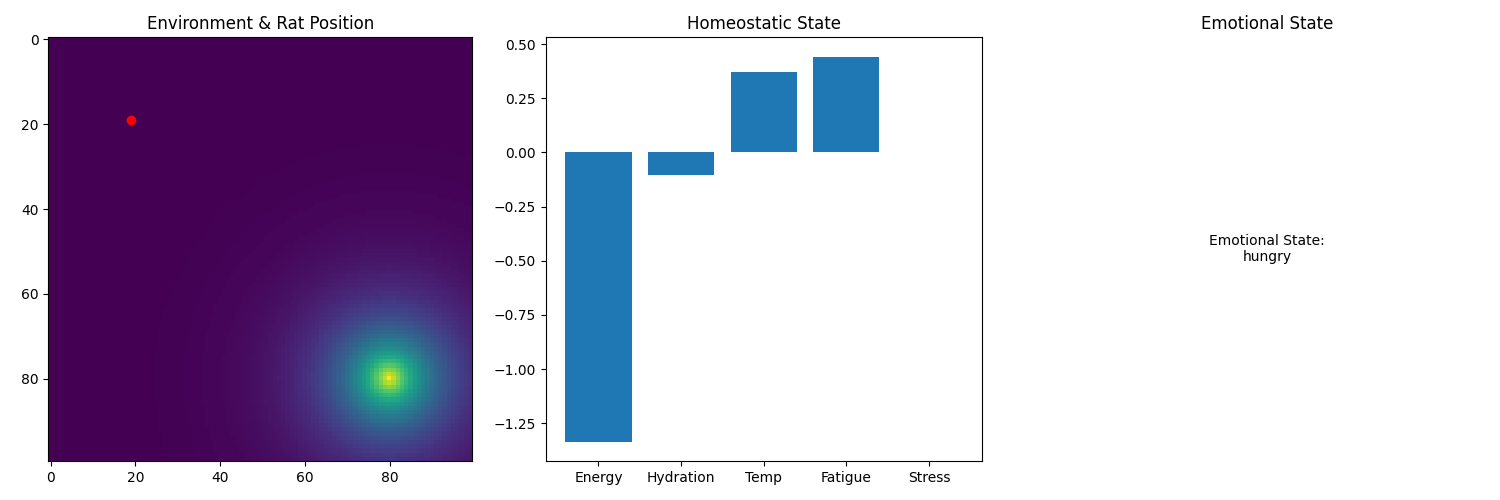 Environment & Rat Position
0
20
40
60
80
0 20 40 60 80
Homeostatic State
0.50
0.25
0.00
−0.25
−0.50
−0.75
−1.00
−1.25
Energy Hydration Temp Fatigue Stress
Emotional State
Emotional State:
hungry